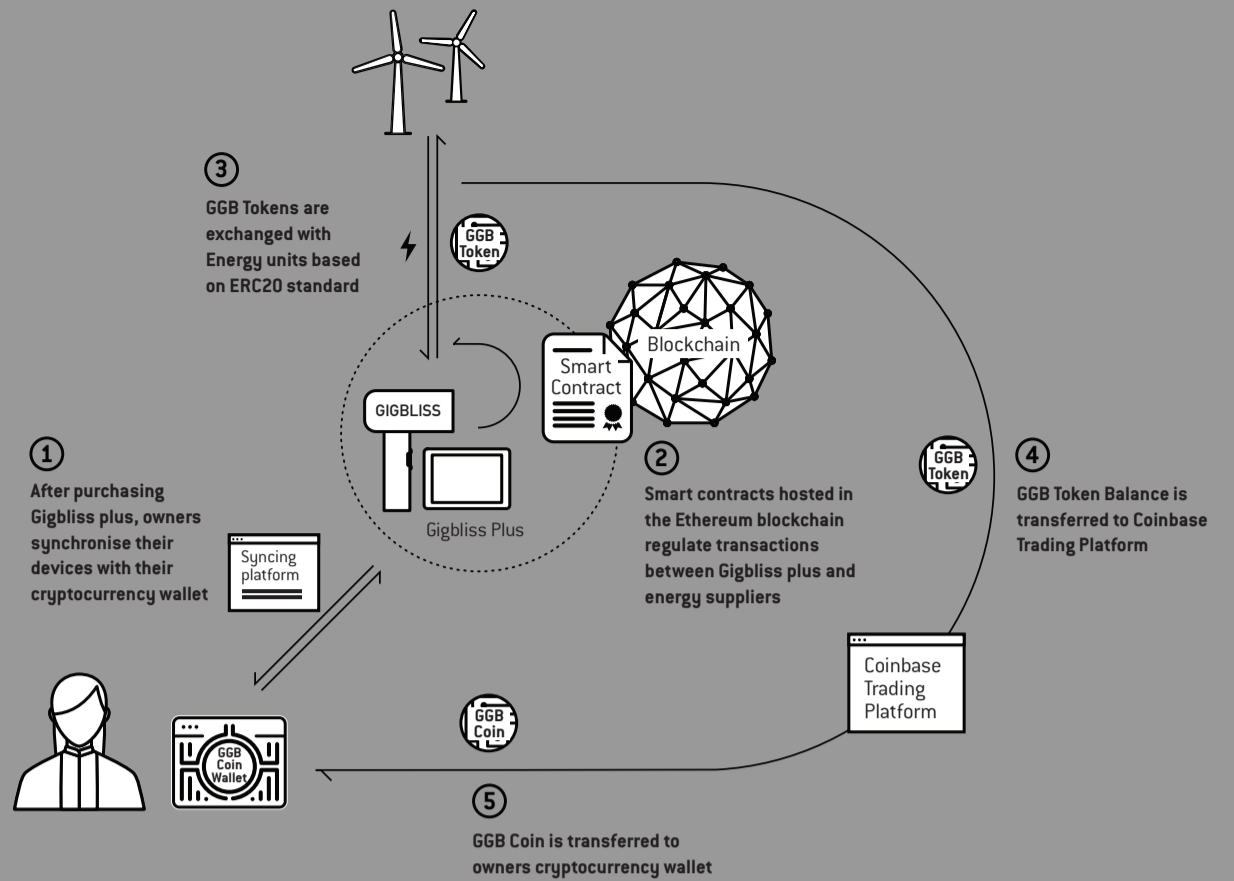 3
GGB Tokens are
exchanged with
Energy units based
on ERC20 standard
GGB
Token
Blockchain
Smart
Contract
GIGBLISS
Gigbliss Plus
1
After purchasing
Gigbliss plus, owners
synchronise their
devices with their
cryptocurrency wallet
Syncing
platform
2
Smart contracts hosted in
the Ethereum blockchain
regulate transactions
between Gigbliss plus and
energy suppliers
GGB
Token
4
GGB Token Balance is
transferred to Coinbase
Trading Platform
Coinbase
Trading
Platform
GGB
Coin
GGB
Coin
Wallet
5
GGB Coin is transferred to
owners cryptocurrency wallet